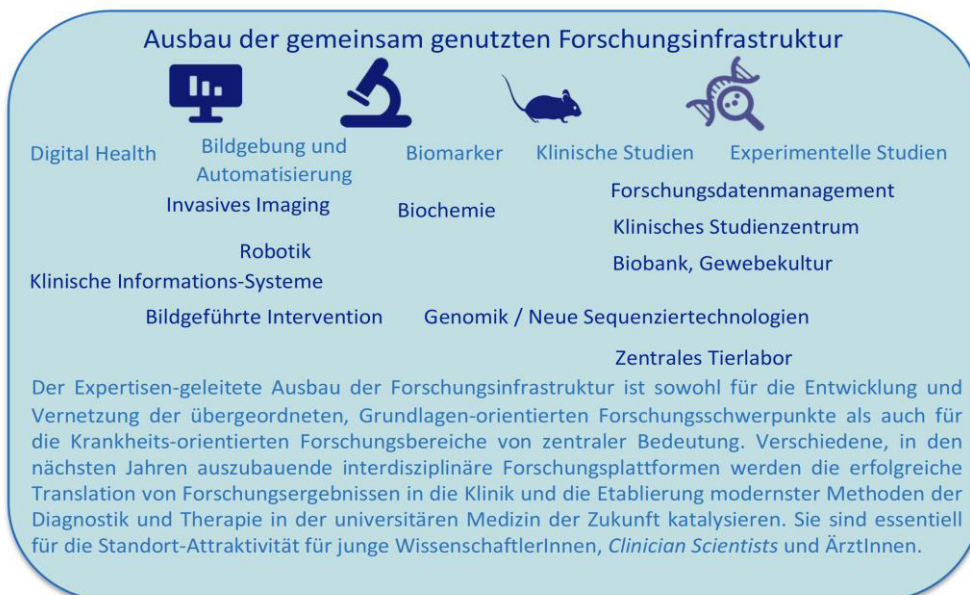 Ausbau der gemeinsam genutzten Forschungsinfrastruktur
Digital Health
Bildgebung und
Automatisierung
Biomarker
Klinische Studien
Experimentelle Studien
Invasives Imaging
Biochemie
Forschungsdatenmanagement
Klinisches Studienzentrum
Robotik
Biobank, Gewebekultur
Klinische Informations-Systeme
Bildgeführte Intervention
Genomik / Neue Sequenziertechnologien
Zentrales Tierlabor
Der Expertisen-geleitete Ausbau der Forschungsinfrastruktur ist sowohl für die Entwicklung und
Vernetzung der übergeordneten, Grundlagen-orientierten Forschungsschwerpunkte als auch für
die Krankheits-orientierten Forschungsbereiche von zentraler Bedeutung. Verschiedene, in den
nächsten Jahren auszubauende interdisziplinäre Forschungsplattformen werden die erfolgreiche
Translation von Forschungsergebnissen in die Klinik und die Etablierung modernster Methoden der
Diagnostik und Therapie in der universitären Medizin der Zukunft katalysieren. Sie sind essentiell
für die Standort-Attraktivität für junge WissenschaftlerInnen, Clinician Scientists und ÄrztInnen.